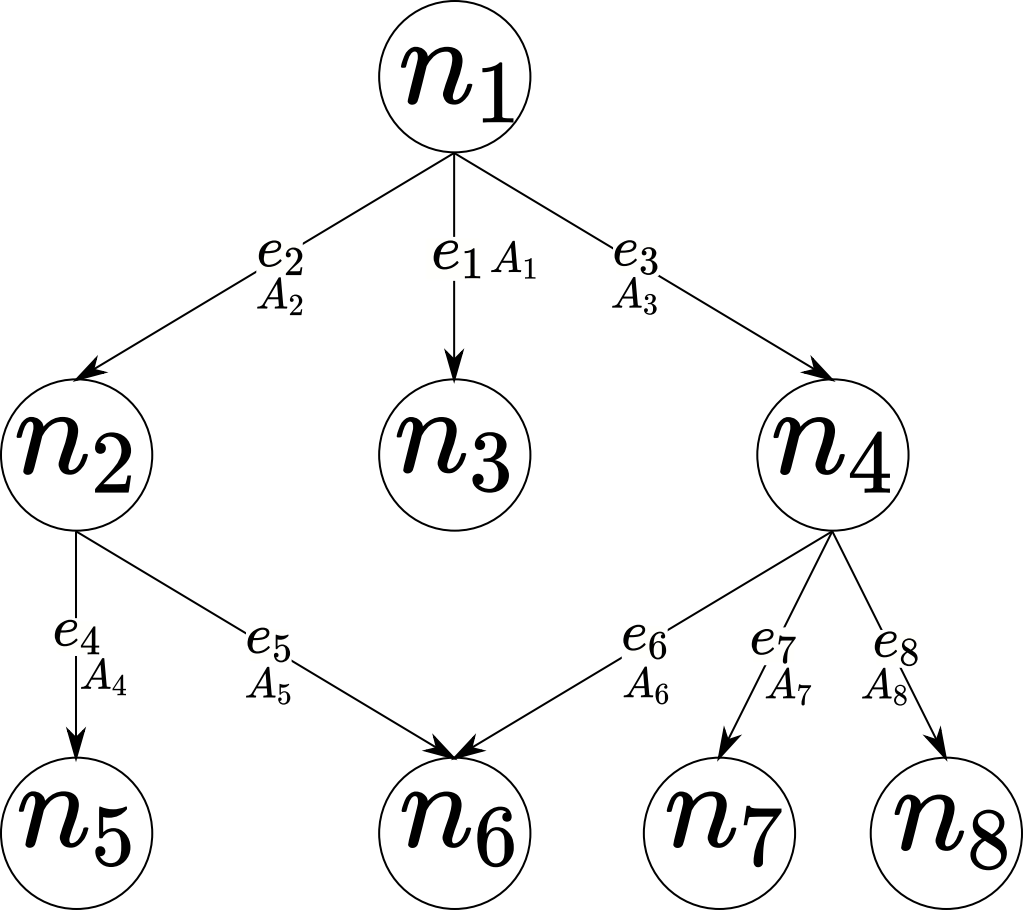 n₁
e₂ e₁ A₁ e₃
A₂ A₃
n₂ n₃ n₄
e₄ e₅ e₆ e₇ e₈
A₄ A₅ A₆ A₇ A₈
n₅ n₆ n₇ n₈